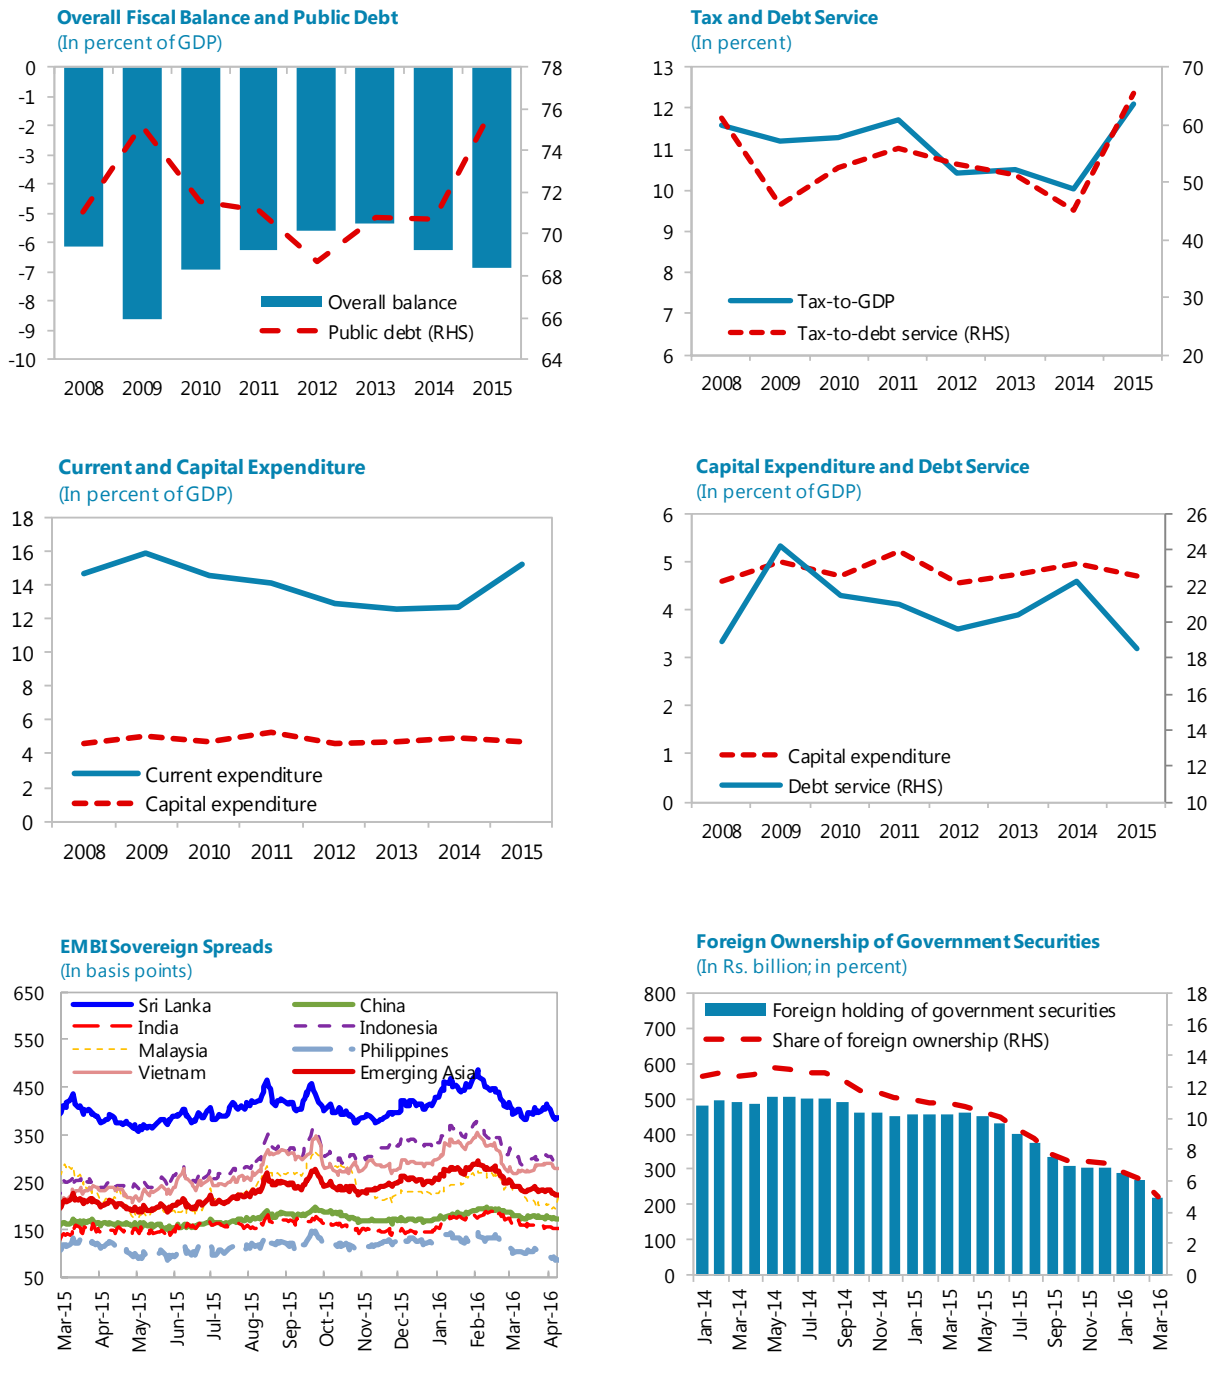 Overall Fiscal Balance and Public Debt
(In percent of GDP)
0
-1
-2
-3
-4
-5
-6
-7
-8
-9
-10
78
76
74
72
70
68
66
64
Overall balance
Public debt (RHS)
2008 2009 2010 2011 2012 2013 2014 2015
Tax and Debt Service
(In percent)
13
12
11
10
9
8
7
6
70
60
50
40
30
20
Tax-to-GDP
Tax-to-debt service (RHS)
2008 2009 2010 2011 2012 2013 2014 2015
Current and Capital Expenditure
(In percent of GDP)
18
16
14
12
10
8
6
4
2
0
Current expenditure
Capital expenditure
2008 2009 2010 2011 2012 2013 2014 2015
Capital Expenditure and Debt Service
(In percent of GDP)
6
5
4
3
2
1
0
26
24
22
20
18
16
14
12
10
Capital expenditure
Debt service (RHS)
2008 2009 2010 2011 2012 2013 2014 2015
EMBI Sovereign Spreads
(In basis points)
650
550
450
350
250
150
50
Sri Lanka China
India Indonesia
Malaysia Philippines
Vietnam Emerging Asia
Mar-15 Apr-15 May-15 Jun-15 Jul-15 Aug-15 Sep-15 Oct-15 Nov-15 Dec-15 Jan-16 Feb-16 Mar-16 Apr-16
Foreign Ownership of Government Securities
(In Rs. billion; in percent)
800
700
600
500
400
300
200
100
0
18
16
14
12
10
8
6
4
2
0
Foreign holding of government securities
Share of foreign ownership (RHS)
Jan-14 Mar-14 May-14 Jul-14 Sep-14 Nov-14 Jan-15 Mar-15 May-15 Jul-15 Sep-15 Nov-15 Jan-16 Mar-16